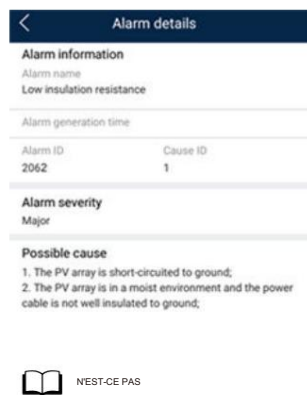 Alarm details
Alarm information
Alarm name
Low insulation resistance
Alarm generation time
Alarm ID
Cause ID
2062
1
Alarm severity
Major
Possible cause
1. The PV array is short-circuited to ground;
2. The PV array is in a moist environment and the power
cable is not well insulated to ground;
N'EST-CE PAS